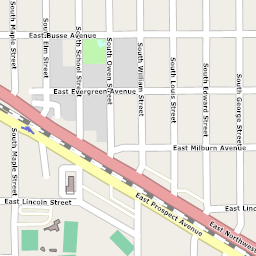 South Maple Street
South Elm Street
South School Street
South Owen Street
East Busse Avenue
South William Street
South Louis Street
South Edward Street
South George Street
East Evergreen Avenue
South Maple Street
East Milburn Avenue
East Lincoln Street
East Prospect Avenue
East Linc
East Northwest